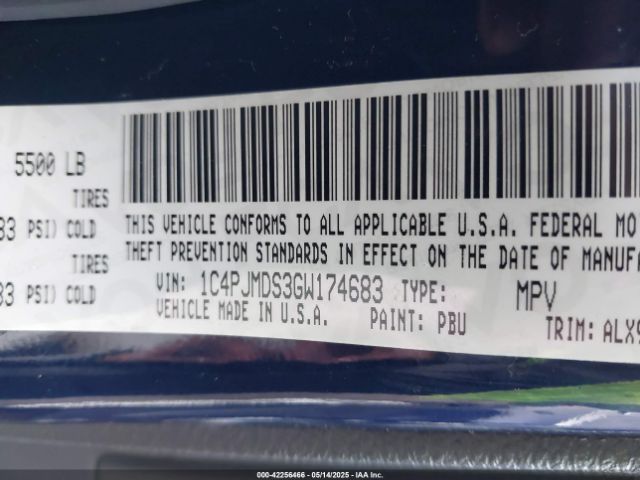 5500 LB
TIRES
83 PSI) COLD
TIRES
83 PSI) COLD
THIS VEHICLE CONFORMS TO ALL APPLICABLE U.S.A. FEDERAL MO
THEFT PREVENTION STANDARDS IN EFFECT ON THE DATE OF MANUFA
VIN: 1C4PJMDS3GW174683 TYPE: MPV
VEHICLE MADE IN U.S.A. PAINT: PBU TRIM: ALX9
000-42256466 - 05/14/2025 - IAA Inc.